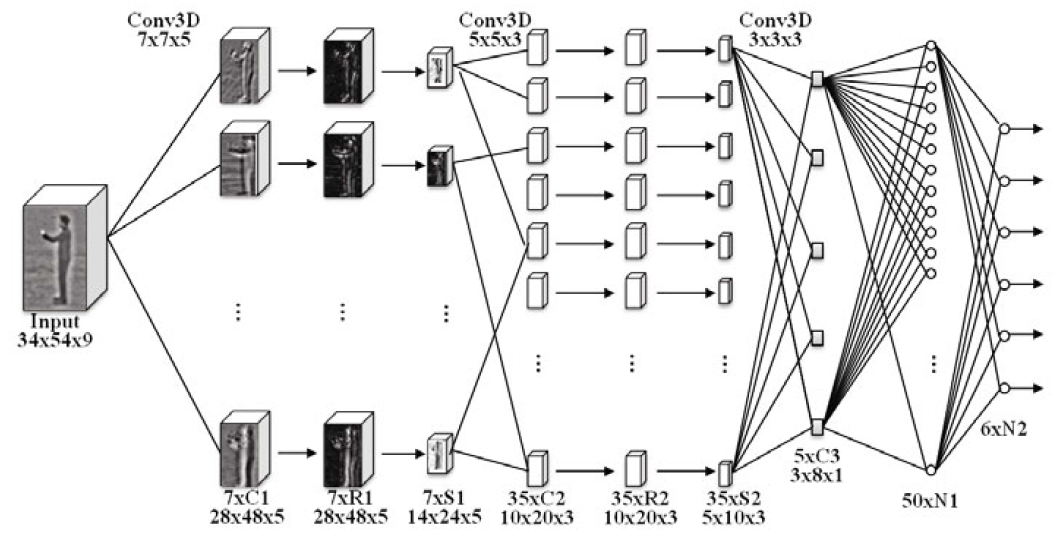 Conv3D
7x7x5
Conv3D
5x5x3
Conv3D
3x3x3
Input
34x54x9
7xC1
28x48x5
7xR1
28x48x5
7xS1
14x24x5
35xC2
10x20x3
35xR2
10x20x3
35xS2
5x10x3
5xC3
3x8x1
50xN1
6xN2